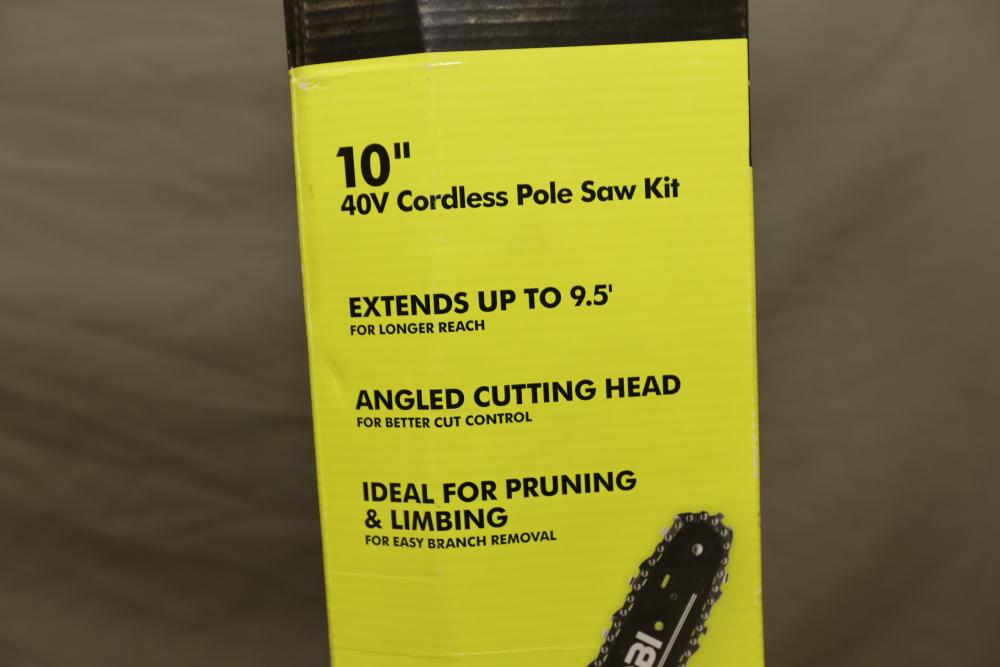 10"
40V Cordless Pole Saw Kit
EXTENDS UP TO 9.5'
FOR LONGER REACH
ANGLED CUTTING HEAD
FOR BETTER CUT CONTROL
IDEAL FOR PRUNING
& LIMBING
FOR EASY BRANCH REMOVAL